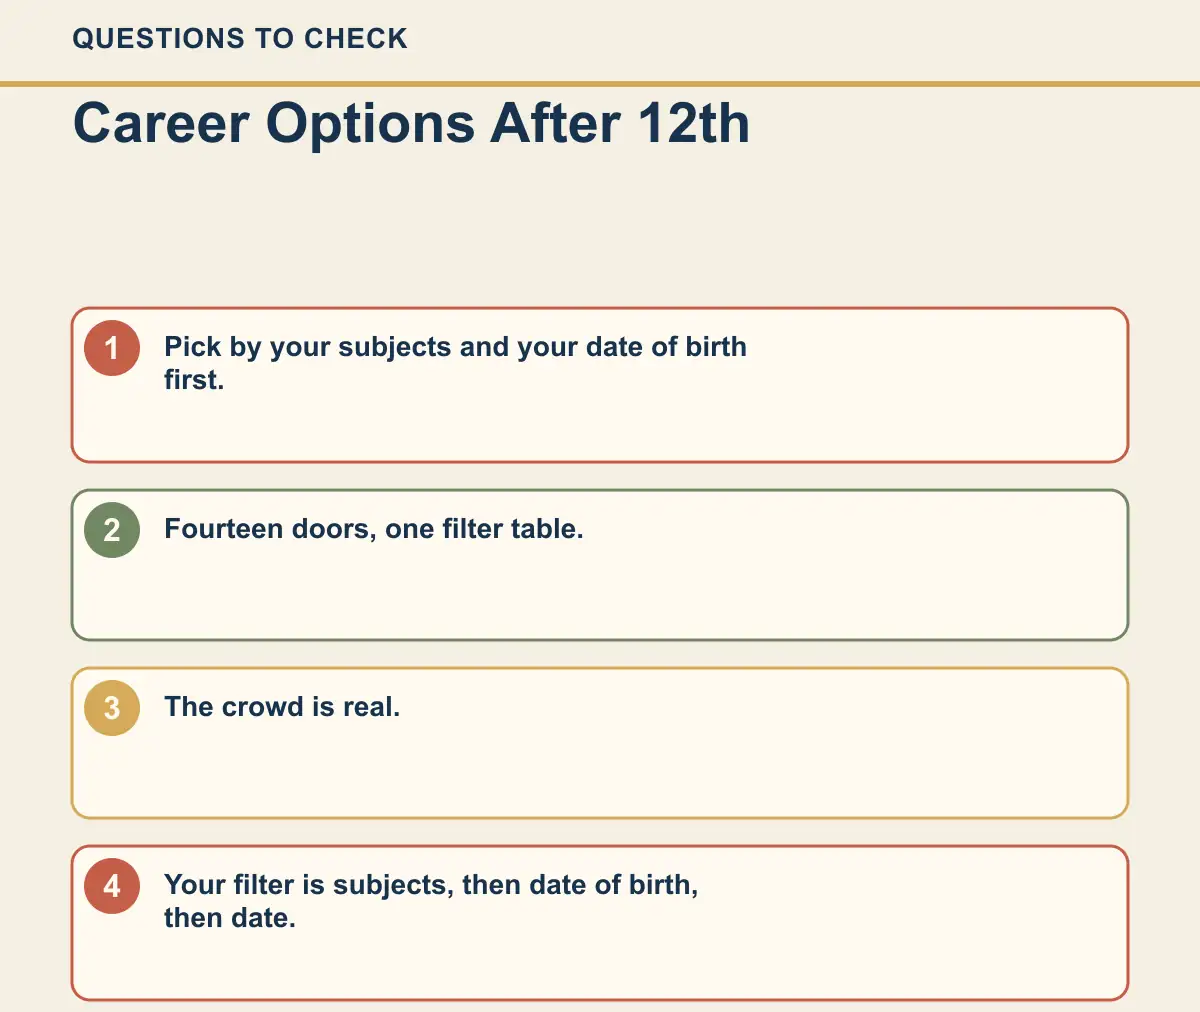 QUESTIONS TO CHECK
Career Options After 12th
1
Pick by your subjects and your date of birth
first.
2
Fourteen doors, one filter table.
3
The crowd is real.
4
Your filter is subjects, then date of birth,
then date.